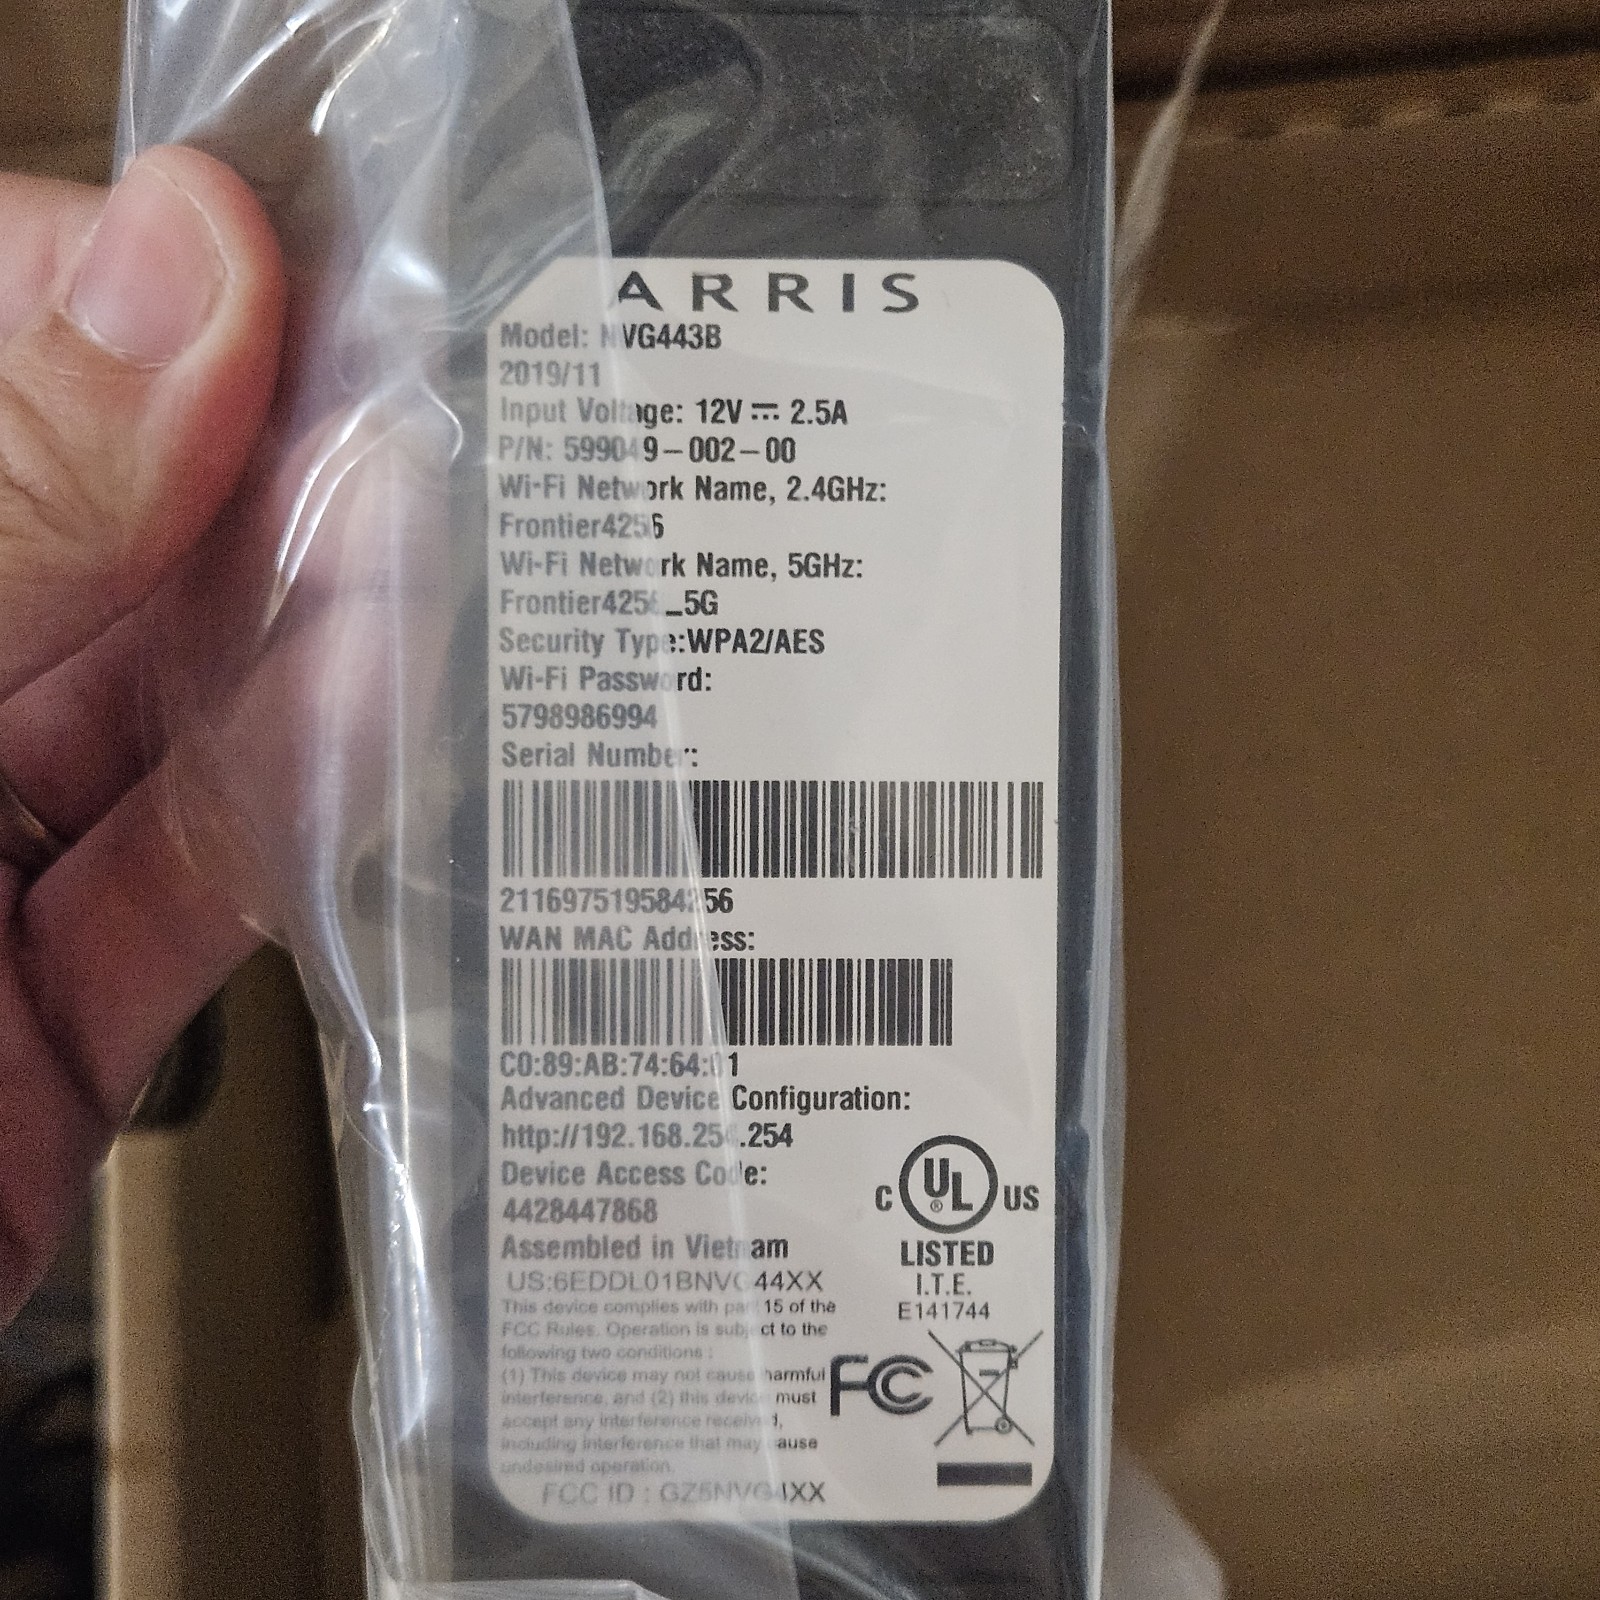 ARRIS
Model: NVG443B
2019/11
Input Voltage: 12V ⎓ 2.5A
P/N: 599049-002-00
Wi-Fi Network Name, 2.4GHz:
Frontier4256
Wi-Fi Network Name, 5GHz:
Frontier4256_5G
Security Type:WPA2/AES
Wi-Fi Password:
5798986994
Serial Number:
211697519584256
WAN MAC Address:
C0:89:AB:74:64:01
Advanced Device Configuration:
http://192.168.254.254
Device Access Code:
4428447868
Assembled in Vietnam
US:6EDDL01BNVG44XX
This device complies with part 15 of the
FCC Rules. Operation is subject to the
following two conditions :
(1) This device may not cause harmful
interference, and (2) this device must
accept any interference received,
including interference that may cause
undesired operation.
FCC ID : GZ5NVG4XX
C UL® US
LISTED
I.T.E.
E141744
FC